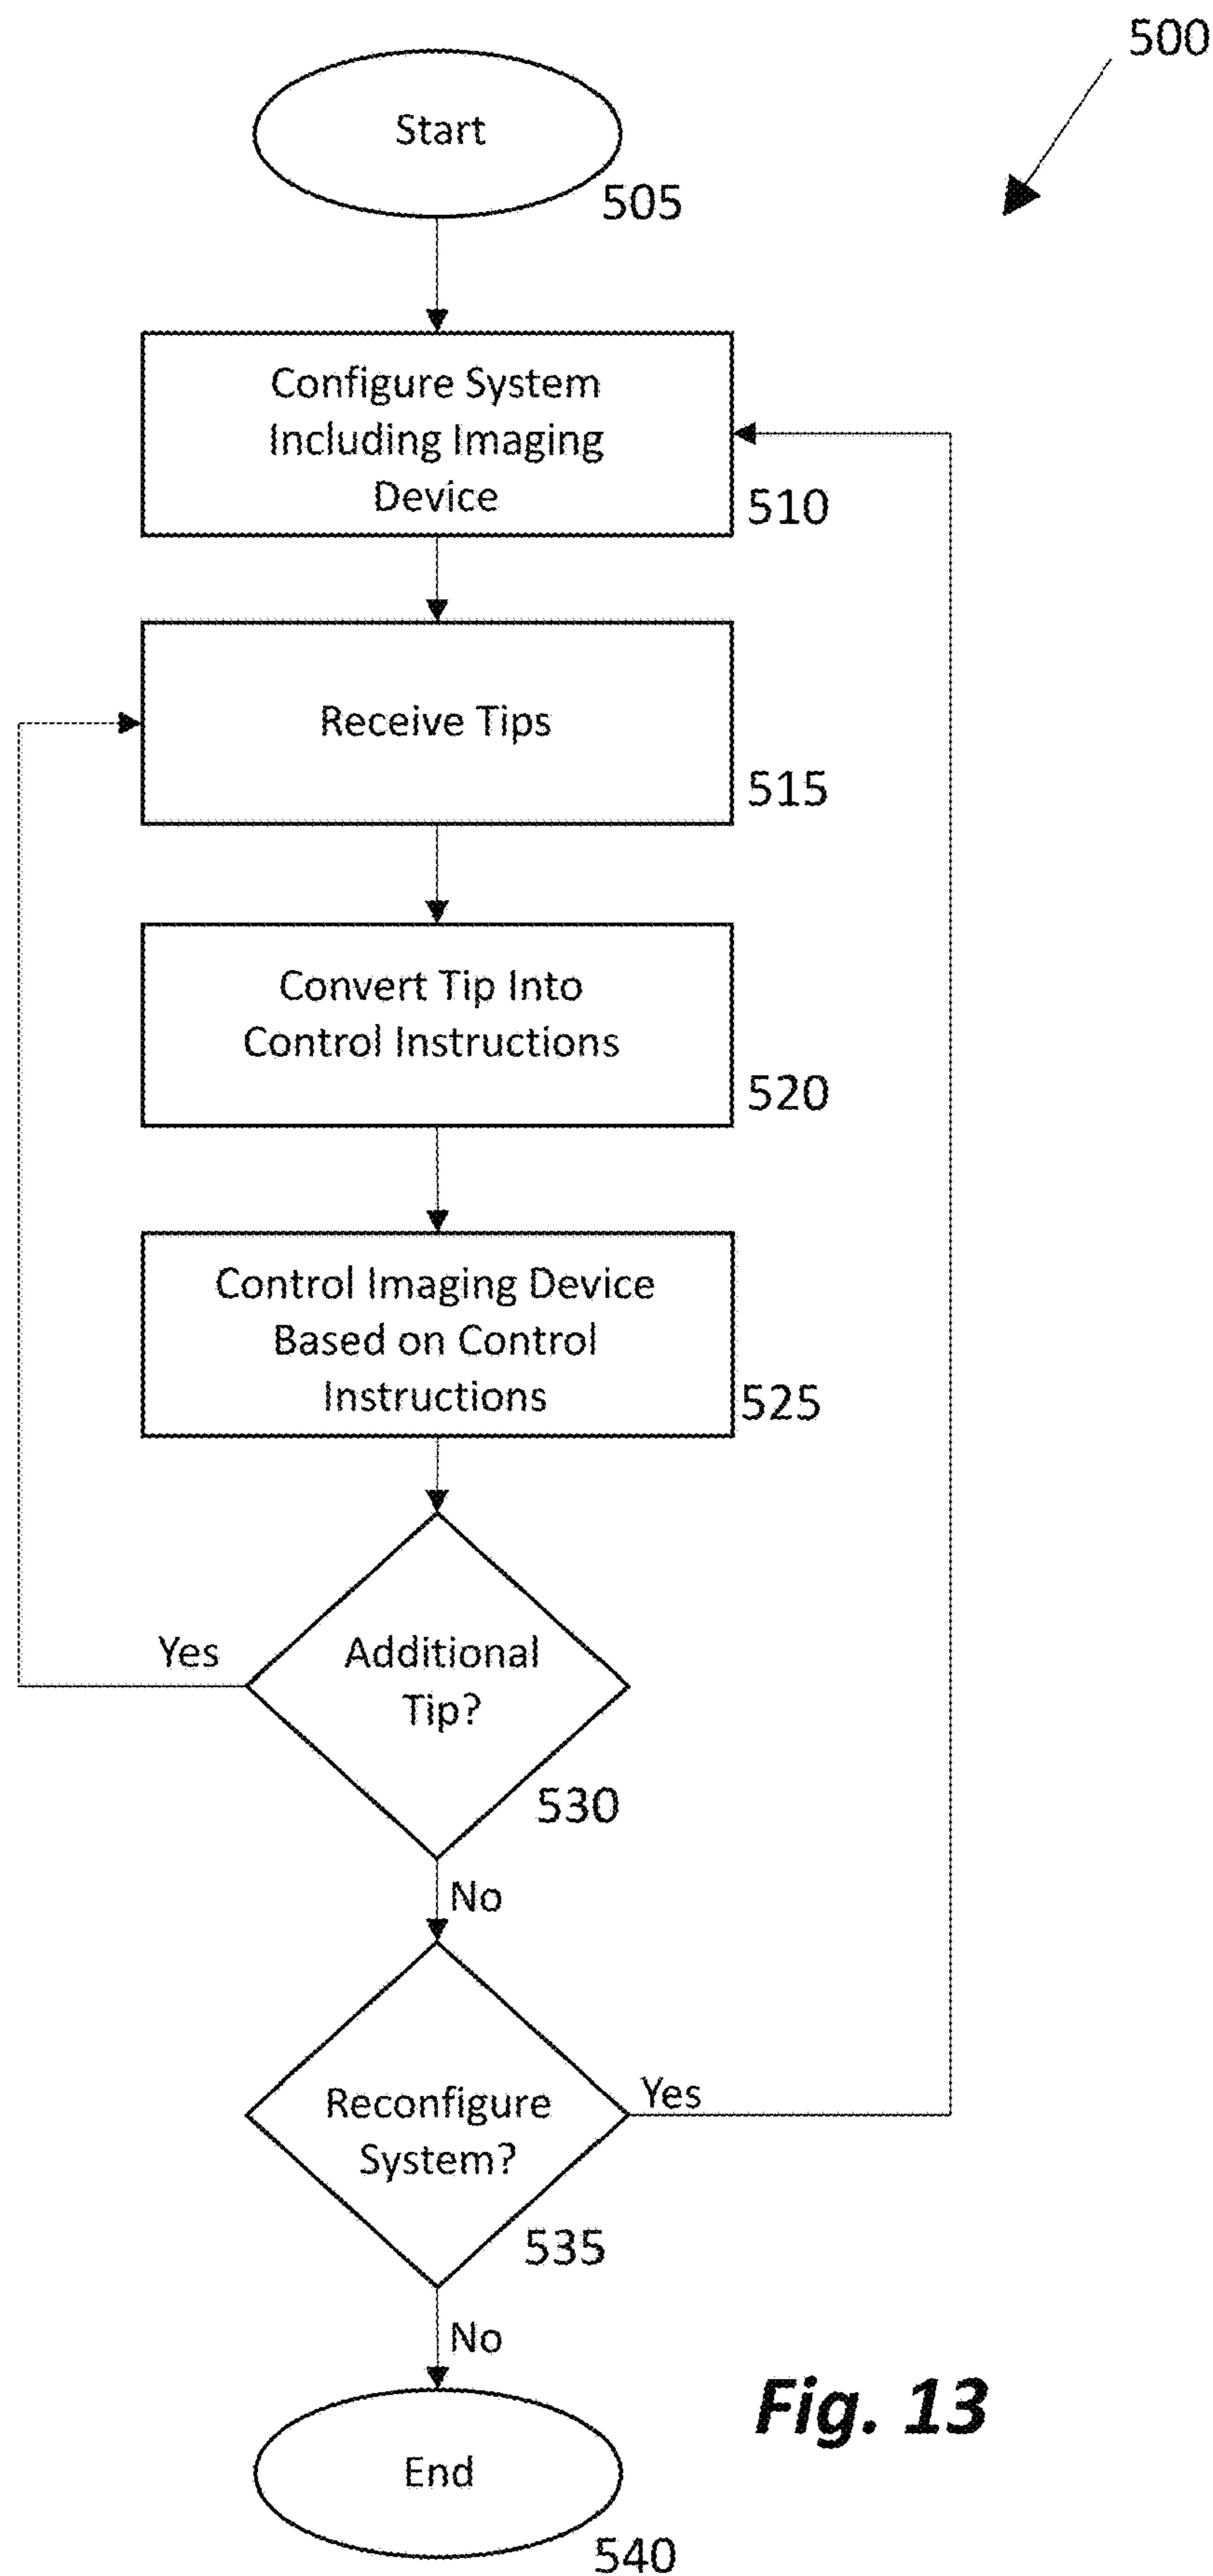 500
Start
505
Configure System
Including Imaging
Device
510
Receive Tips
515
Convert Tip Into
Control Instructions
520
Control Imaging Device
Based on Control
Instructions
525
Yes
Additional
Tip?
530
No
Reconfigure
System?
Yes
535
No
End
540
Fig. 13